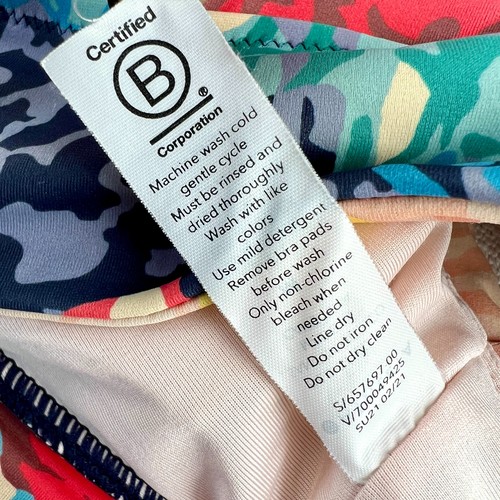 Certified
B
®
Corporation
Machine wash cold
gentle cycle
Must be rinsed and
dried thoroughly
Wash with like
colors
Use mild detergent
Remove bra pads
before wash
Only non-chlorine
bleach when
needed
Line dry
Do not iron
Do not dry clean
S/657697 00
V/700049425
SU21 02/21